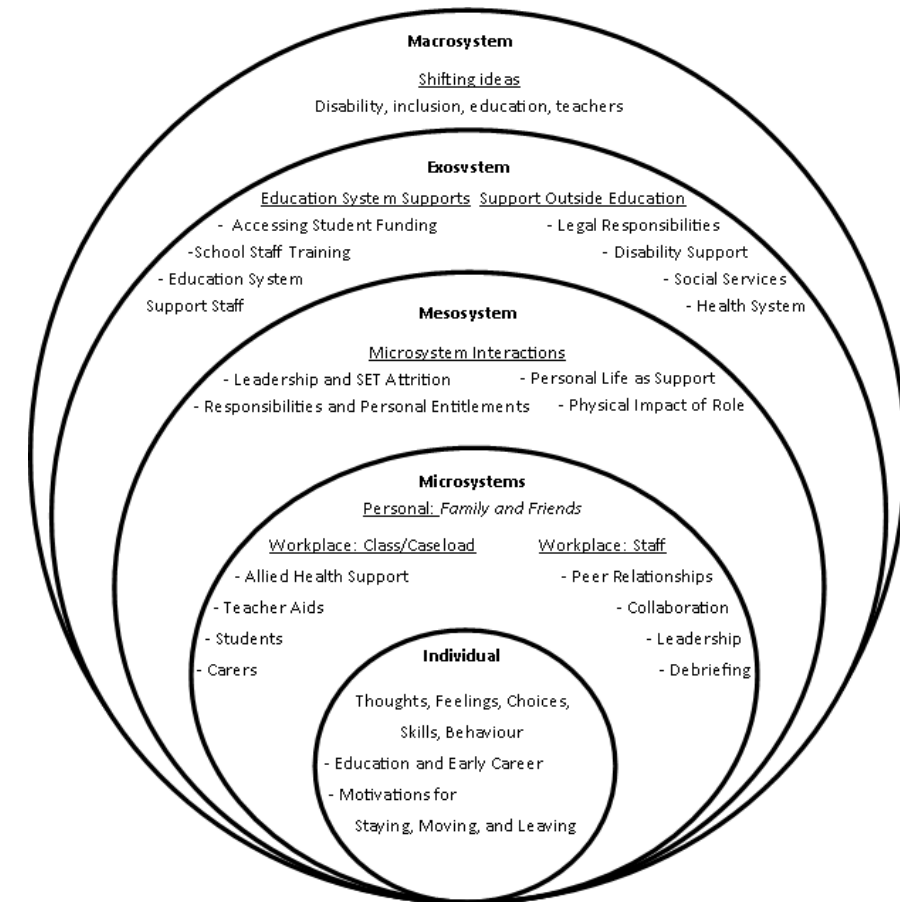 Macrosystem
Shifting ideas
Disability, inclusion, education, teachers
Exosystem
Education System Supports Support Outside Education
- Accessing Student Funding
-School Staff Training
- Education System
Support Staff
- Legal Responsibilities
- Disability Support
- Social Services
- Health System
Mesosystem
Microsystem Interactions
- Leadership and SET Attrition
- Responsibilities and Personal Entitlements
- Personal Life as Support
- Physical Impact of Role
Microsystems
Personal: Family and Friends
Workplace: Class/Caseload
- Allied Health Support
- Teacher Aids
- Students
- Carers
Workplace: Staff
- Peer Relationships
- Collaboration
- Leadership
- Debriefing
Individual
Thoughts, Feelings, Choices,
Skills, Behaviour
- Education and Early Career
- Motivations for
Staying, Moving, and Leaving